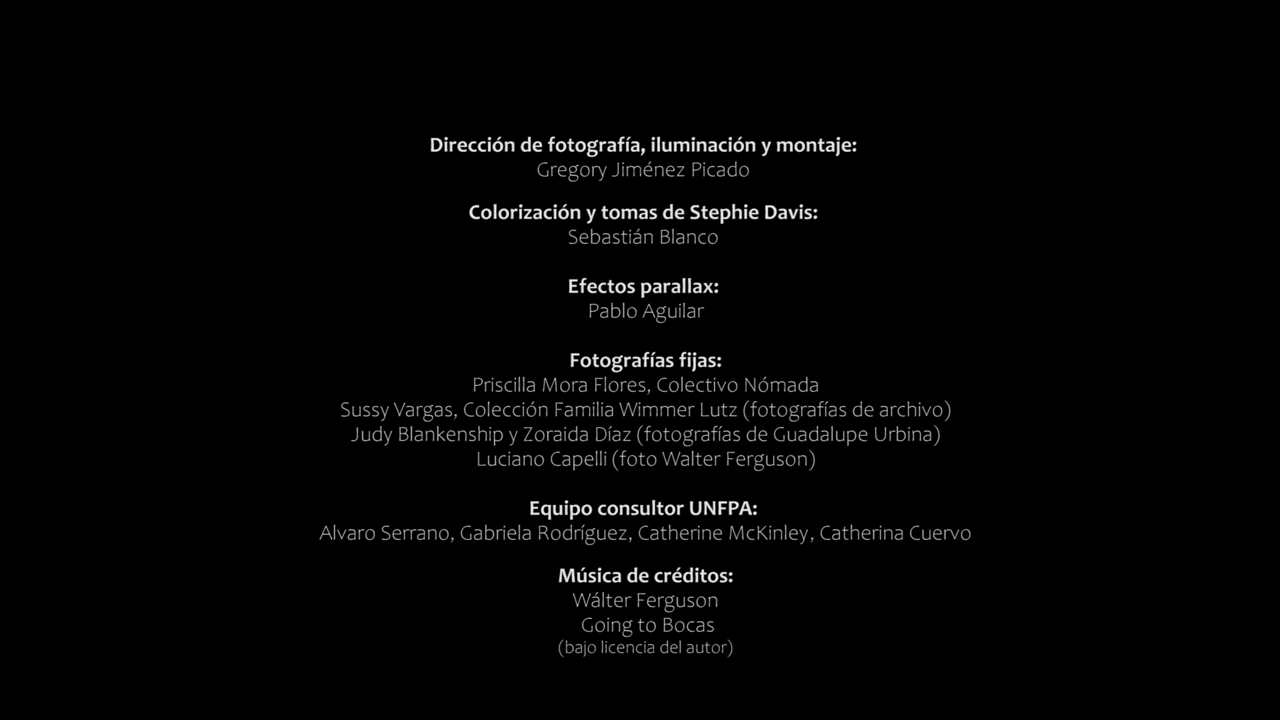 Dirección de fotografía, iluminación y montaje:
Gregory Jiménez Picado
Colorización y tomas de Stephie Davis:
Sebastián Blanco
Efectos parallax:
Pablo Aguilar
Fotografías fijas:
Priscilla Mora Flores, Colectivo Nómada
Sussy Vargas, Colección Familia Wimmer Lutz (fotografías de archivo)
Judy Blankenship y Zoraida Díaz (fotografías de Guadalupe Urbina)
Luciano Capelli (foto Walter Ferguson)
Equipo consultor UNFPA:
Alvaro Serrano, Gabriela Rodríguez, Catherine McKinley, Catherina Cuervo
Música de créditos:
Wálter Ferguson
Going to Bocas
(bajo licencia del autor)